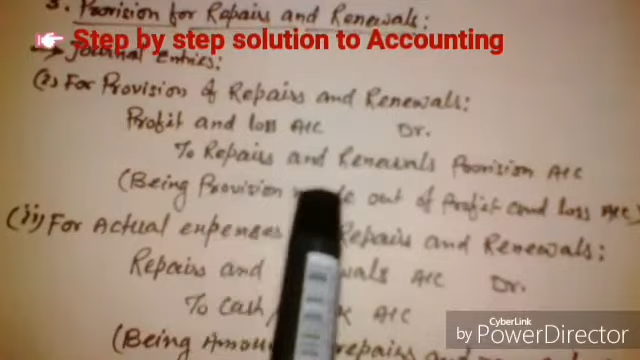 3. Provision for Repairs and Renewals:
☞ Step by step solution to Accounting
→ Journal Entries:
(i) For Provision of Repairs and Renewals:
Profit and loss A/C Dr.
To Repairs and Renewals Provision A/C
(Being Provision out of Profit and loss A/C)
(ii) For Actual expenses Repairs and Renewals:
Repairs and A/C Dr.
To Cash A/C
(Being repairs and
CyberLink
by PowerDirector